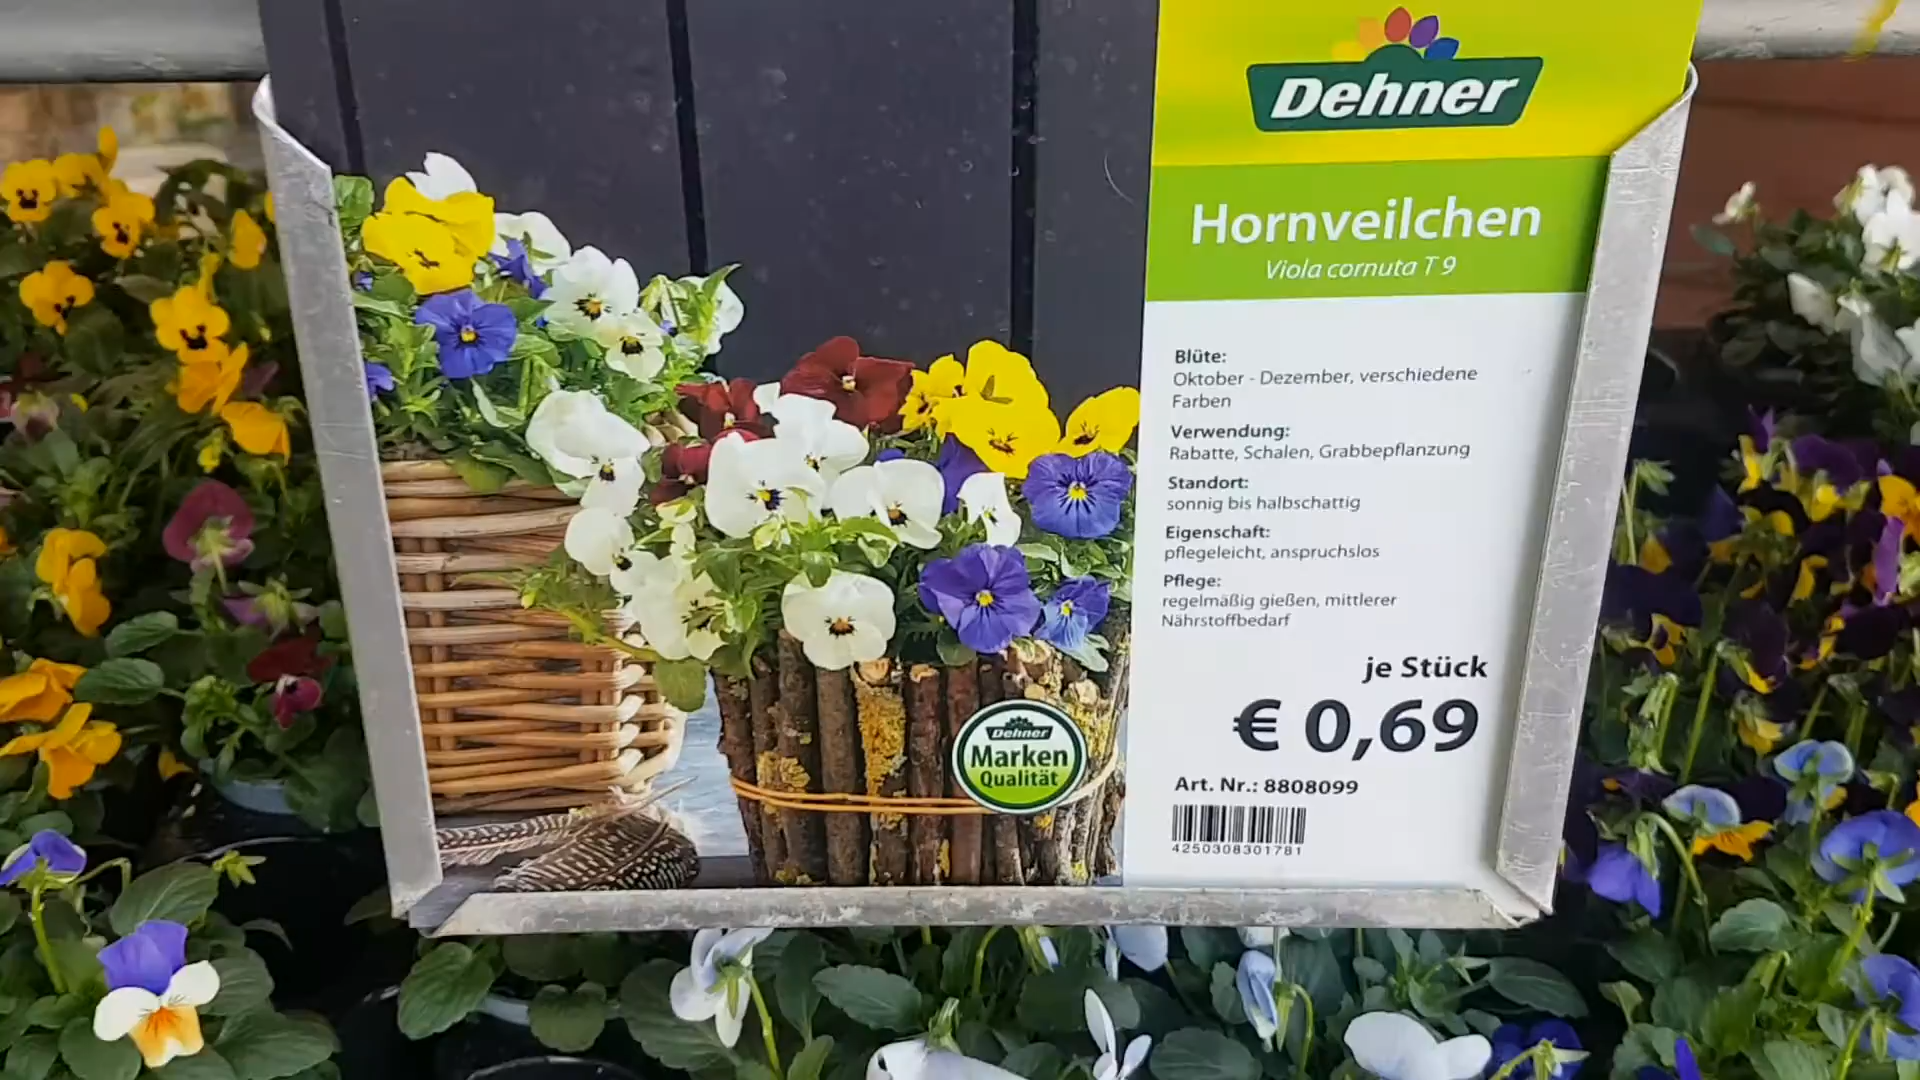 Dehner
Hornveilchen
Viola cornuta T 9
Blüte:
Oktober - Dezember, verschiedene
Farben
Verwendung:
Rabatte, Schalen, Grabbepflanzung
Standort:
sonnig bis halbschattig
Eigenschaft:
pflegeleicht, anspruchslos
Pflege:
regelmäßig gießen, mittlerer
Nährstoffbedarf
je Stück
€ 0,69
Art. Nr.: 8808099
4250308301781
Dehner
Marken
Qualität